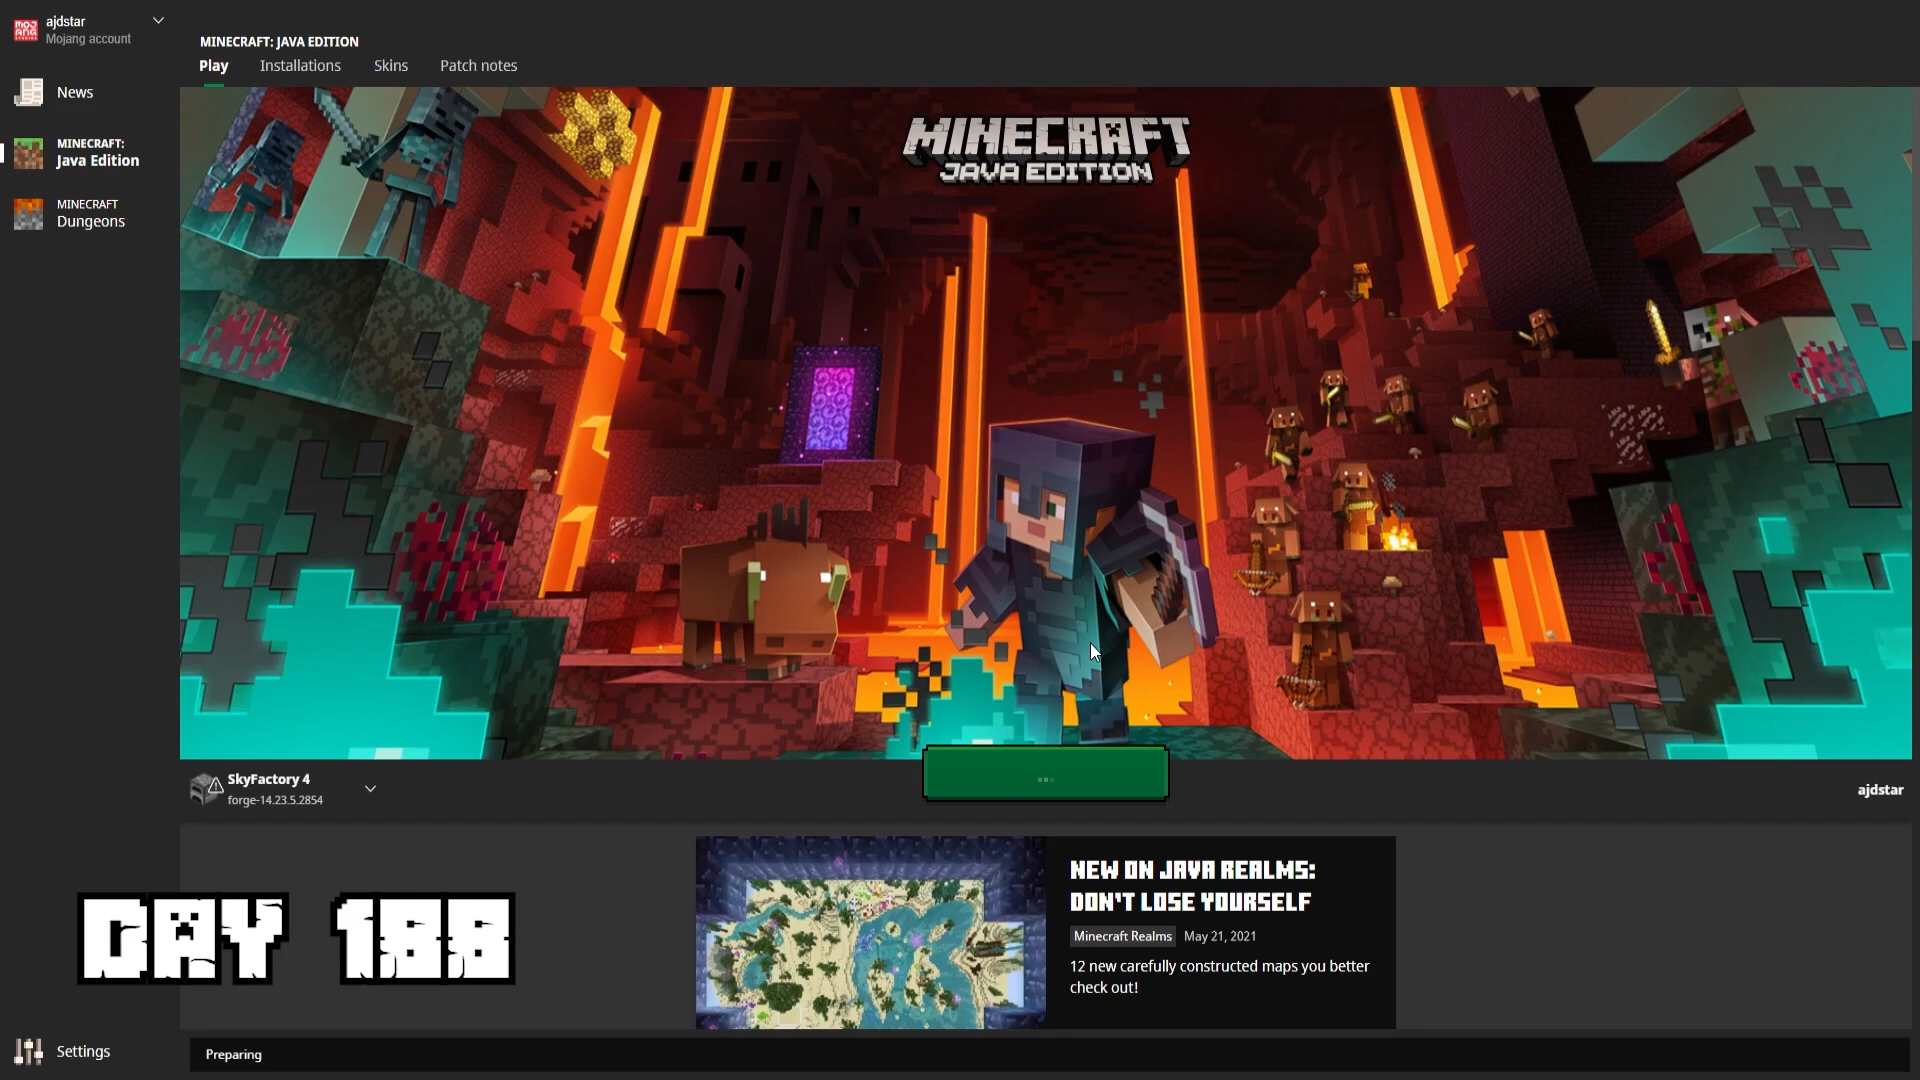 ajdstar
Mojang account
MINECRAFT: JAVA EDITION
Play Installations Skins Patch notes
News
MINECRAFT:
Java Edition
MINECRAFT
Dungeons
MINECRAFT
JAVA EDITION
SkyFactory 4
forge-14.23.5.2854
ajdstar
NEW ON JAVA REALMS:
DON'T LOSE YOURSELF
Minecraft Realms May 21, 2021
12 new carefully constructed maps you better
check out!
DAY 188
Settings
Preparing